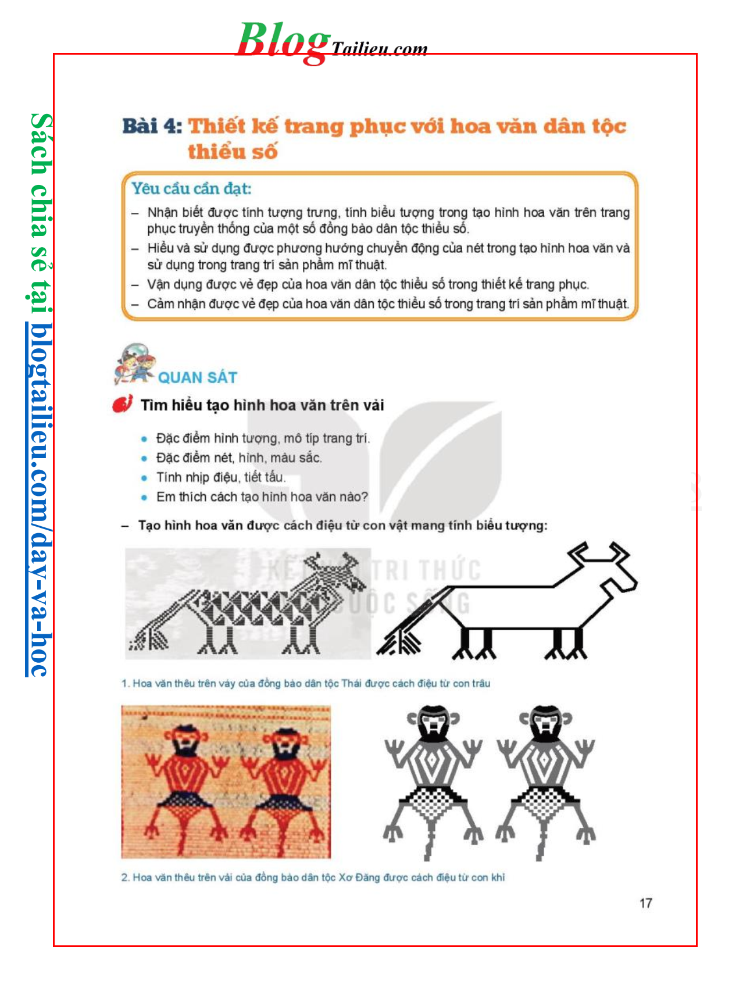 Blog Tailieu.com
Sách chia sẻ tại blogtailieu.com/day-va-hoc
Bài 4: Thiết kế trang phục với hoa văn dân tộc
thiểu số
Yêu cầu cần đạt:
– Nhận biết được tính tượng trưng, tính biểu tượng trong tạo hình hoa văn trên trang
phục truyền thống của một số đồng bào dân tộc thiểu số.
– Hiểu và sử dụng được phương hướng chuyển động của nét trong tạo hình hoa văn và
sử dụng trong trang trí sản phẩm mĩ thuật.
– Vận dụng được vẻ đẹp của hoa văn dân tộc thiểu số trong thiết kế trang phục.
– Cảm nhận được vẻ đẹp của hoa văn dân tộc thiểu số trong trang trí sản phẩm mĩ thuật.
QUAN SÁT
Tìm hiểu tạo hình hoa văn trên vải
• Đặc điểm hình tượng, mô típ trang trí.
• Đặc điểm nét, hình, màu sắc.
• Tính nhịp điệu, tiết tấu.
• Em thích cách tạo hình hoa văn nào?
– Tạo hình hoa văn được cách điệu từ con vật mang tính biểu tượng:
KẾT NỐI TRI THỨC
CUỘC SỐNG
1. Hoa văn thêu trên váy của đồng bào dân tộc Thái được cách điệu từ con trâu
2. Hoa văn thêu trên vải của đồng bào dân tộc Xơ Đăng được cách điệu từ con khỉ
17